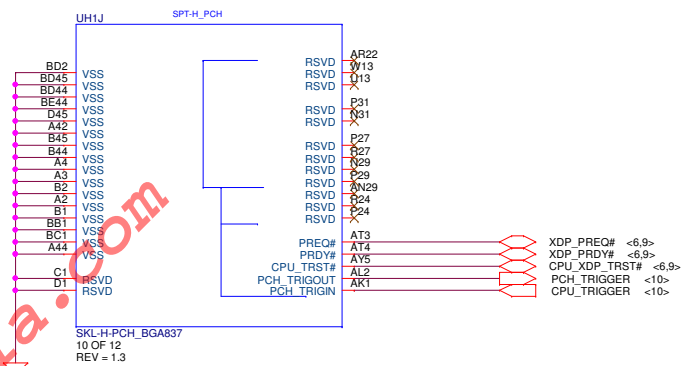 UH1J SPT-H_PCH
BD2 VSS
BD45 VSS
BD44 VSS
BE44 VSS
D45 VSS
A42 VSS
B45 VSS
B44 VSS
A4 VSS
A3 VSS
B2 VSS
A2 VSS
B1 VSS
BB1 VSS
BC1 VSS
A44 VSS
C1 RSVD
D1 RSVD
RSVD AR22
RSVD W13
RSVD U13
RSVD P31
RSVD N31
RSVD P27
RSVD R27
RSVD N29
RSVD P29
RSVD AN29
RSVD R24
RSVD P24
PREQ# AT3 XDP_PREQ# <6,9>
PRDY# AT4 XDP_PRDY# <6,9>
CPU_TRST# AY5 CPU_XDP_TRST# <6,9>
PCH_TRIGOUT AL2 PCH_TRIGGER <10>
PCH_TRIGIN AK1 CPU_TRIGGER <10>
SKL-H-PCH_BGA837
10 OF 12
REV = 1.3
a.com